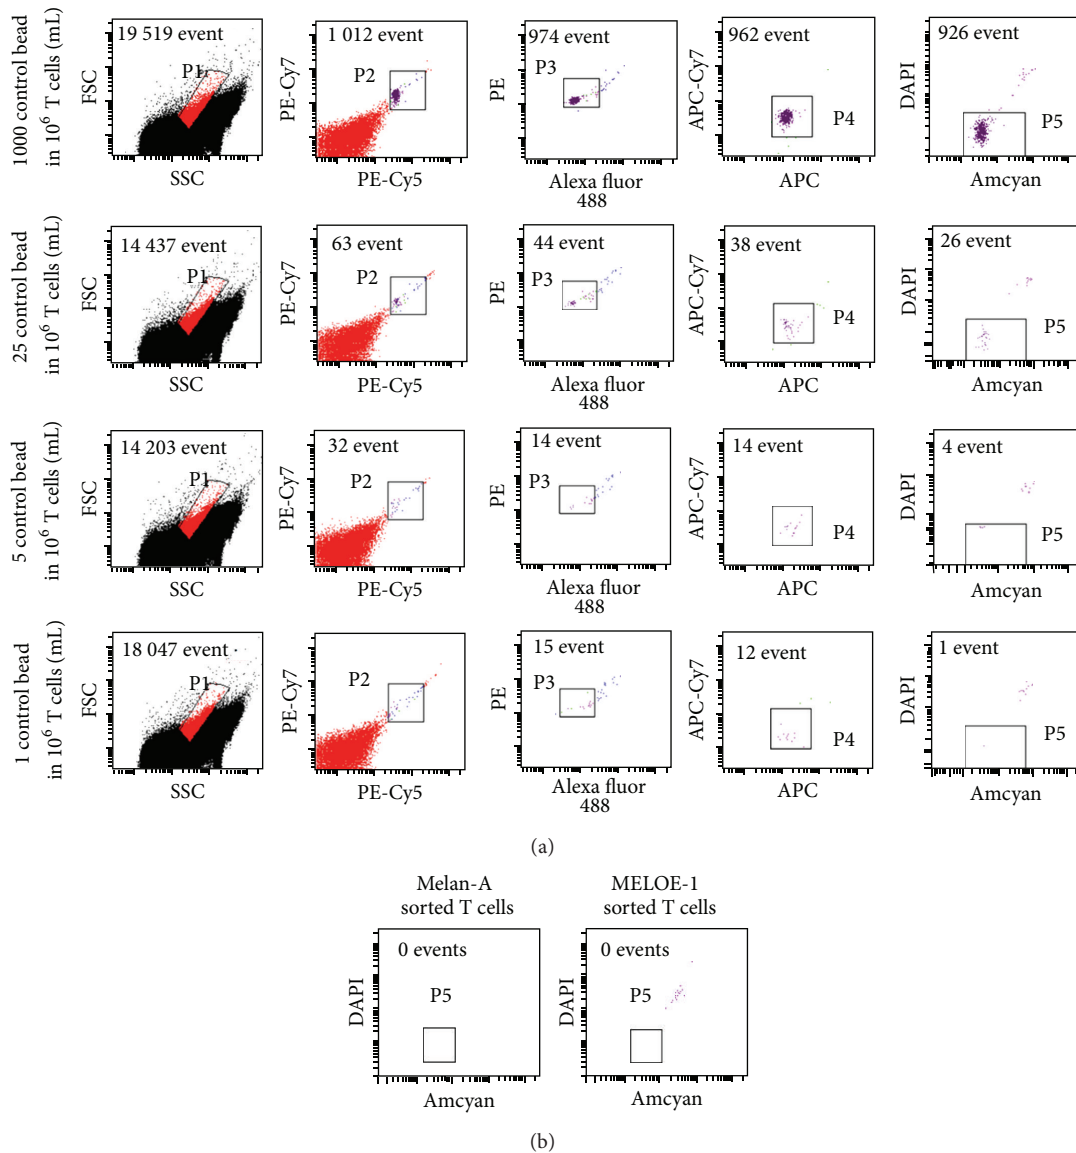 1000 control bead
in 10⁶ T cells (mL)
19 519 event
P1
FSC
SSC
1 012 event
P2
PE-Cy7
PE-Cy5
974 event
P3
PE
Alexa fluor
488
962 event
P4
APC-Cy7
APC
926 event
P5
DAPI
Amcyan
25 control bead
in 10⁶ T cells (mL)
14 437 event
P1
FSC
SSC
63 event
P2
PE-Cy7
PE-Cy5
44 event
P3
PE
Alexa fluor
488
38 event
P4
APC-Cy7
APC
26 event
P5
DAPI
Amcyan
5 control bead
in 10⁶ T cells (mL)
14 203 event
P1
FSC
SSC
32 event
P2
PE-Cy7
PE-Cy5
14 event
P3
PE
Alexa fluor
488
14 event
P4
APC-Cy7
APC
4 event
P5
DAPI
Amcyan
1 control bead
in 10⁶ T cells (mL)
18 047 event
P1
FSC
SSC
P2
PE-Cy7
PE-Cy5
15 event
P3
PE
Alexa fluor
488
12 event
P4
APC-Cy7
APC
1 event
P5
DAPI
Amcyan
(a)
Melan-A
sorted T cells
0 events
P5
DAPI
Amcyan
MELOE-1
sorted T cells
0 events
P5
DAPI
Amcyan
(b)